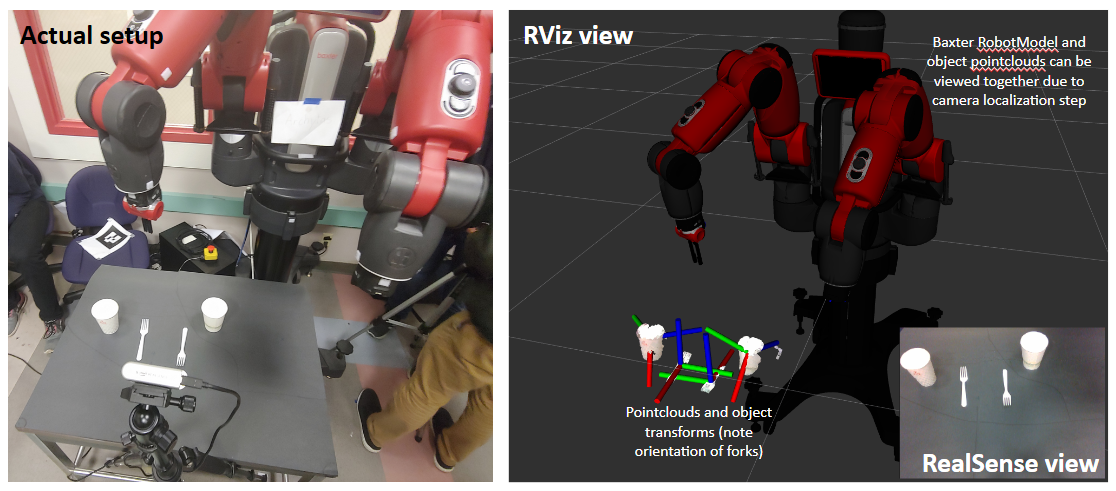 Actual setup
RViz view
Baxter RobotModel and
object pointclouds can be
viewed together due to
camera localization step
Pointclouds and object
transforms (note
orientation of forks)
RealSense view